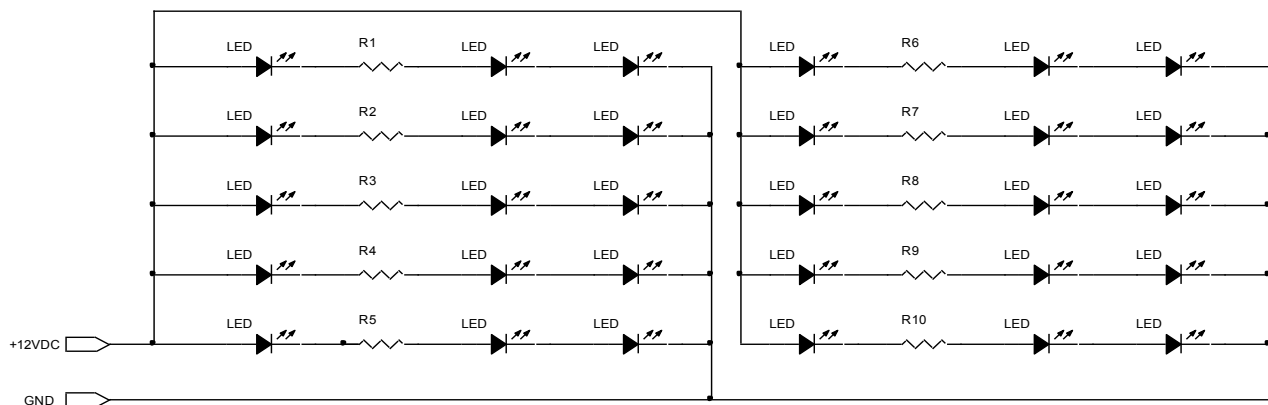 LED R1 LED LED LED R6 LED LED
LED R2 LED LED LED R7 LED LED
LED R3 LED LED LED R8 LED LED
LED R4 LED LED LED R9 LED LED
LED R5 LED LED LED R10 LED LED
+12VDC
GND